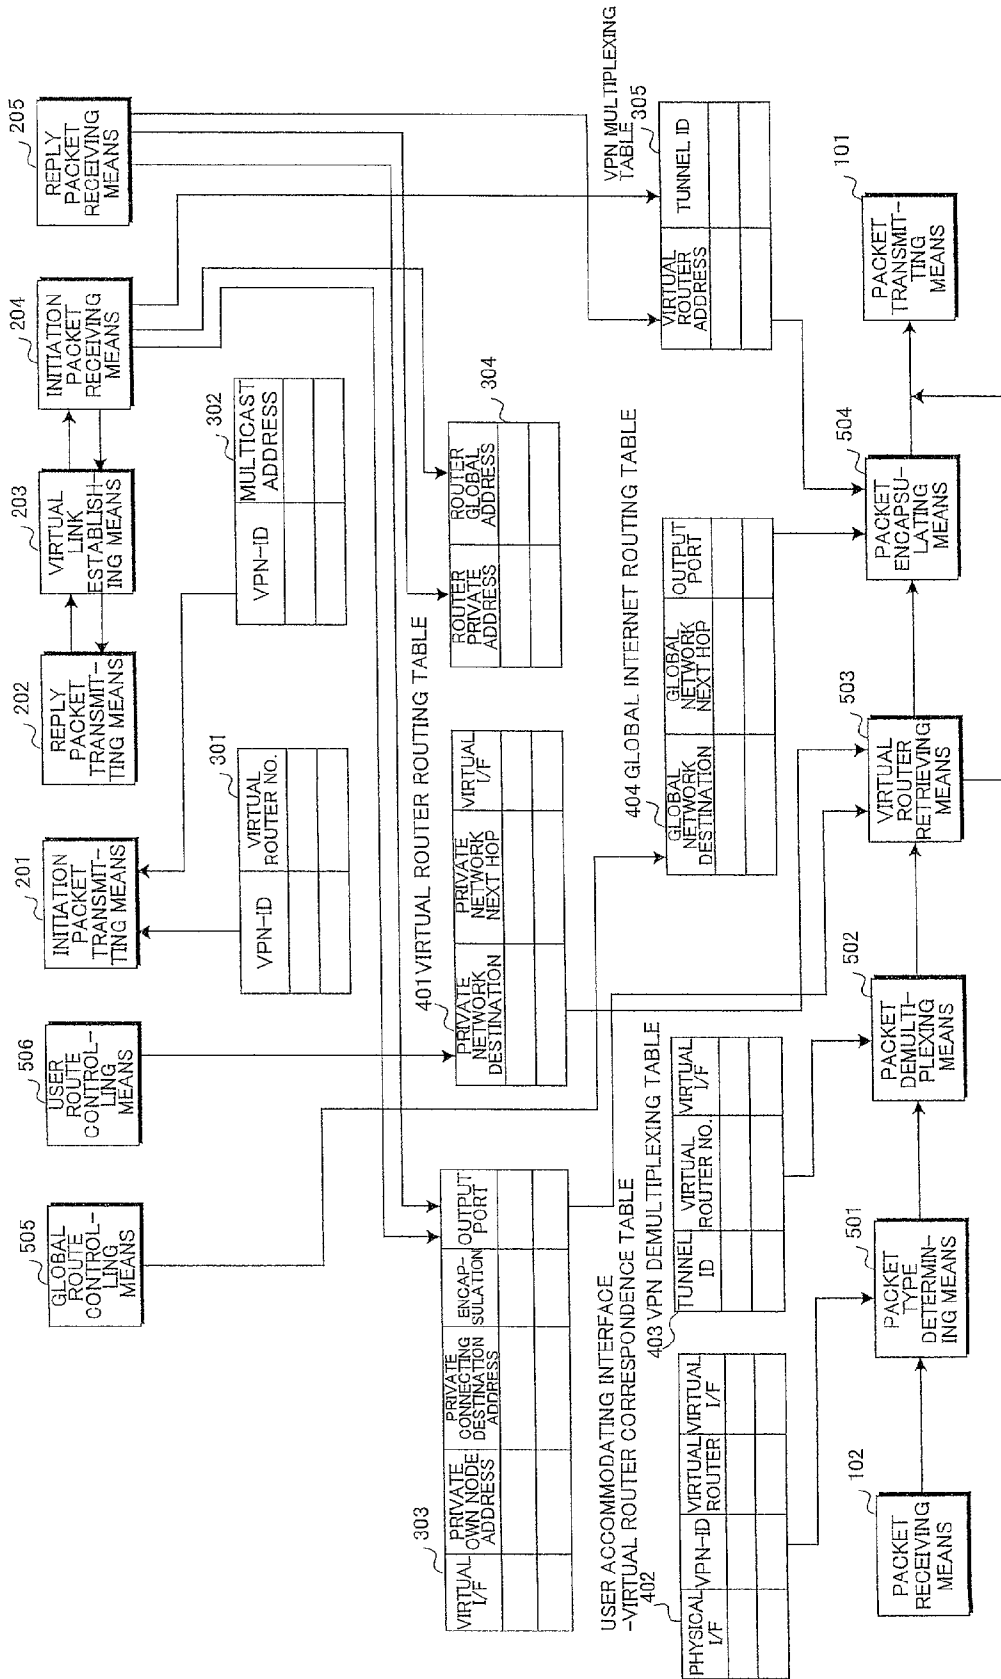 505
GLOBAL
ROUTE
CONTROL-
LING
MEANS
506
USER
ROUTE
CONTROL-
LING
MEANS
201
INITIATION
PACKET
TRANSMIT-
TING MEANS
202
REPLY
PACKET
TRANSMIT-
TING MEANS
203
VIRTUAL
LINK
ESTABLISH-
ING MEANS
204
INITIATION
PACKET
RECEIVING
MEANS
205
REPLY
PACKET
RECEIVING
MEANS
301
VPN-ID
VIRTUAL
ROUTER NO.
302
VPN-ID
MULTICAST
ADDRESS
303
VIRTUAL
I/F
PRIVATE
OWN NODE
ADDRESS
PRIVATE
CONNECTING
DESTINATION
ADDRESS
ENCAP-
SULATION
OUTPUT
PORT
401 VIRTUAL ROUTER ROUTING TABLE
PRIVATE
NETWORK
DESTINATION
PRIVATE
NETWORK
NEXT HOP
VIRTUAL
I/F
304
ROUTER
PRIVATE
ADDRESS
ROUTER
GLOBAL
ADDRESS
USER ACCOMMODATING INTERFACE
-VIRTUAL ROUTER CORRESPONDENCE TABLE
402
PHYSICAL
I/F
VPN-ID
VIRTUAL
ROUTER
VIRTUAL
I/F
403 VPN DEMULTIPLEXING TABLE
TUNNEL
ID
VIRTUAL
ROUTER NO.
VIRTUAL
I/F
404 GLOBAL INTERNET ROUTING TABLE
GLOBAL
NETWORK
DESTINATION
GLOBAL
NETWORK
NEXT HOP
OUTPUT
PORT
VPN MULTIPLEXING
TABLE
305
VIRTUAL
ROUTER
ADDRESS
TUNNEL ID
102
PACKET
RECEIVING
MEANS
501
PACKET
TYPE
DETERMIN-
ING MEANS
502
PACKET
DEMULTI-
PLEXING
MEANS
503
VIRTUAL
ROUTER
RETRIEVING
MEANS
504
PACKET
ENCAPSU-
LATING
MEANS
101
PACKET
TRANSMIT-
TING
MEANS